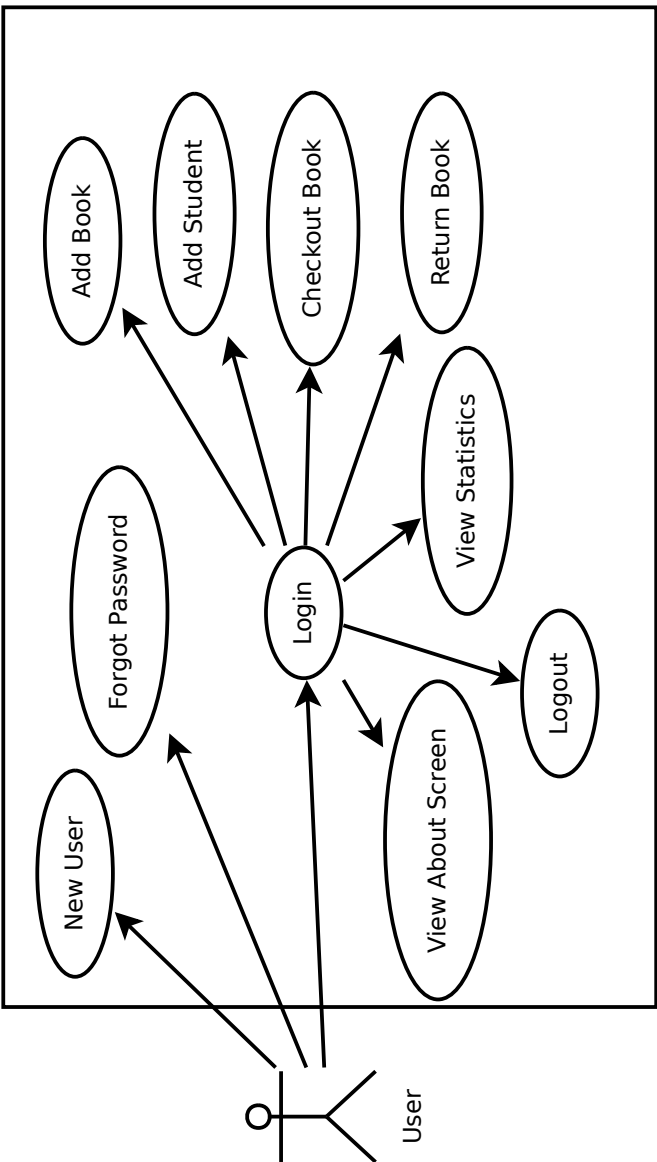 New User
Forgot Password
Add Book
Add Student
Login
Checkout Book
User
View About Screen
View Statistics
Return Book
Logout